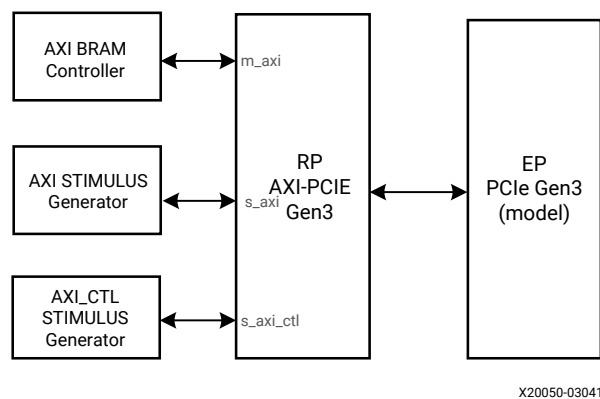 AXI BRAM
Controller
m_axi
AXI STIMULUS
Generator
s_axi
AXI_CTL
STIMULUS
Generator
s_axi_ctl
RP
AXI-PCIE
Gen3
EP
PCIe Gen3
(model)
X20050-03041